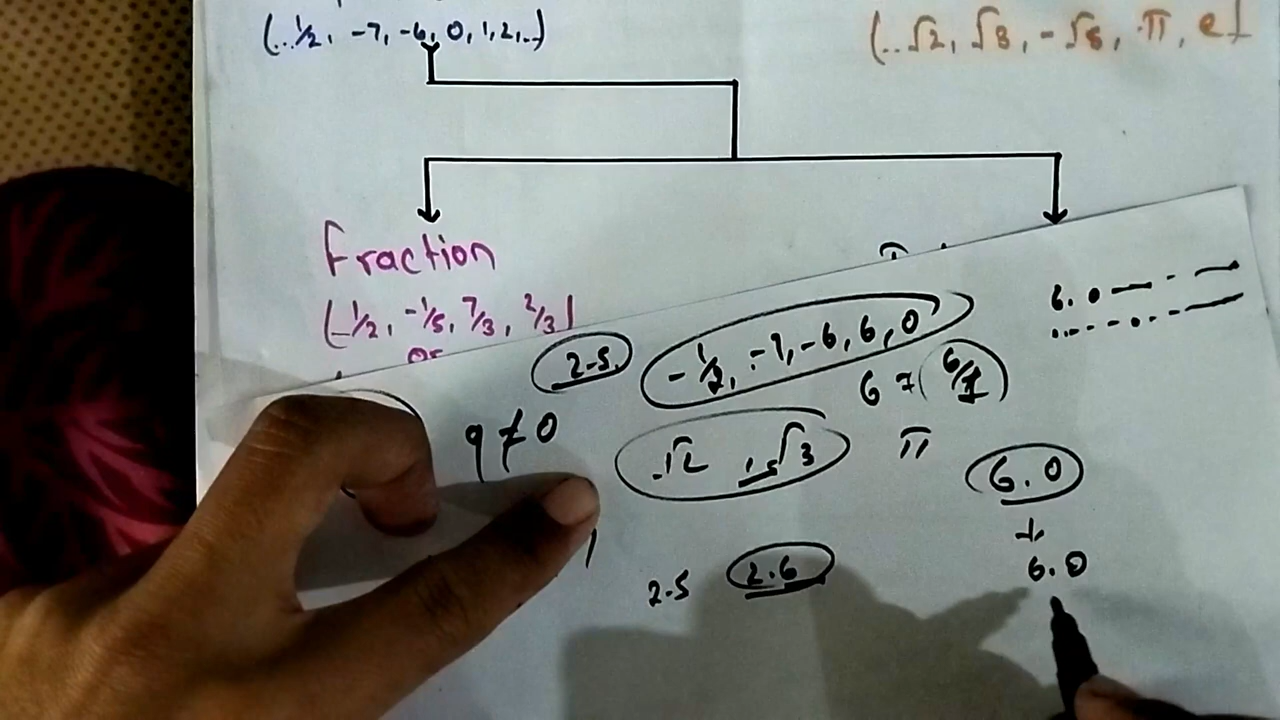 (..½, -7, -6, 0, 1, 2, ..)
(..√2, √3, -√5, π, e}
Fraction
(-½, -⅕, 7/3, 2/3)
or
6.0
2.5
-½, -7, -6, 6, 0
6 → (6/1)
q ≠ 0
√2 √3 π
6.0
6.0
2.5 2.6